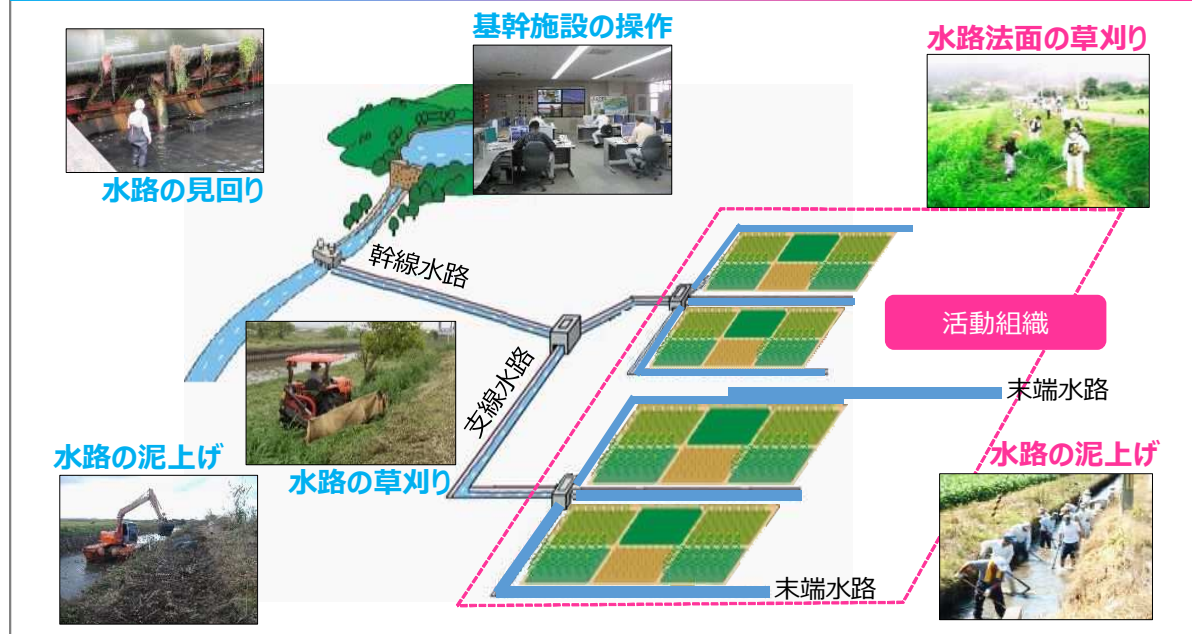 基幹施設の操作
水路法面の草刈り
水路の見回り
幹線水路
活動組織
支線水路
末端水路
水路の泥上げ
水路の草刈り
水路の泥上げ
末端水路